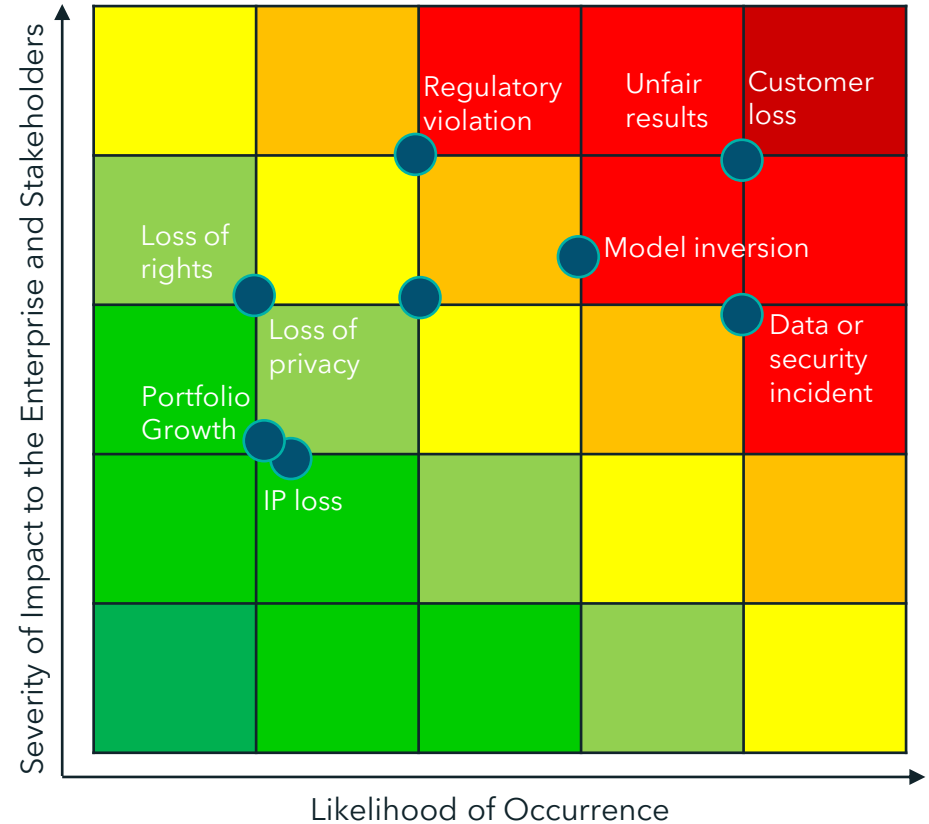 Severity of Impact to the Enterprise and Stakeholders
Regulatory
violation
Unfair
results
Customer
loss
Loss of
rights
Model inversion
Loss of
privacy
Data or
security
incident
Portfolio
Growth
IP loss
Likelihood of Occurrence